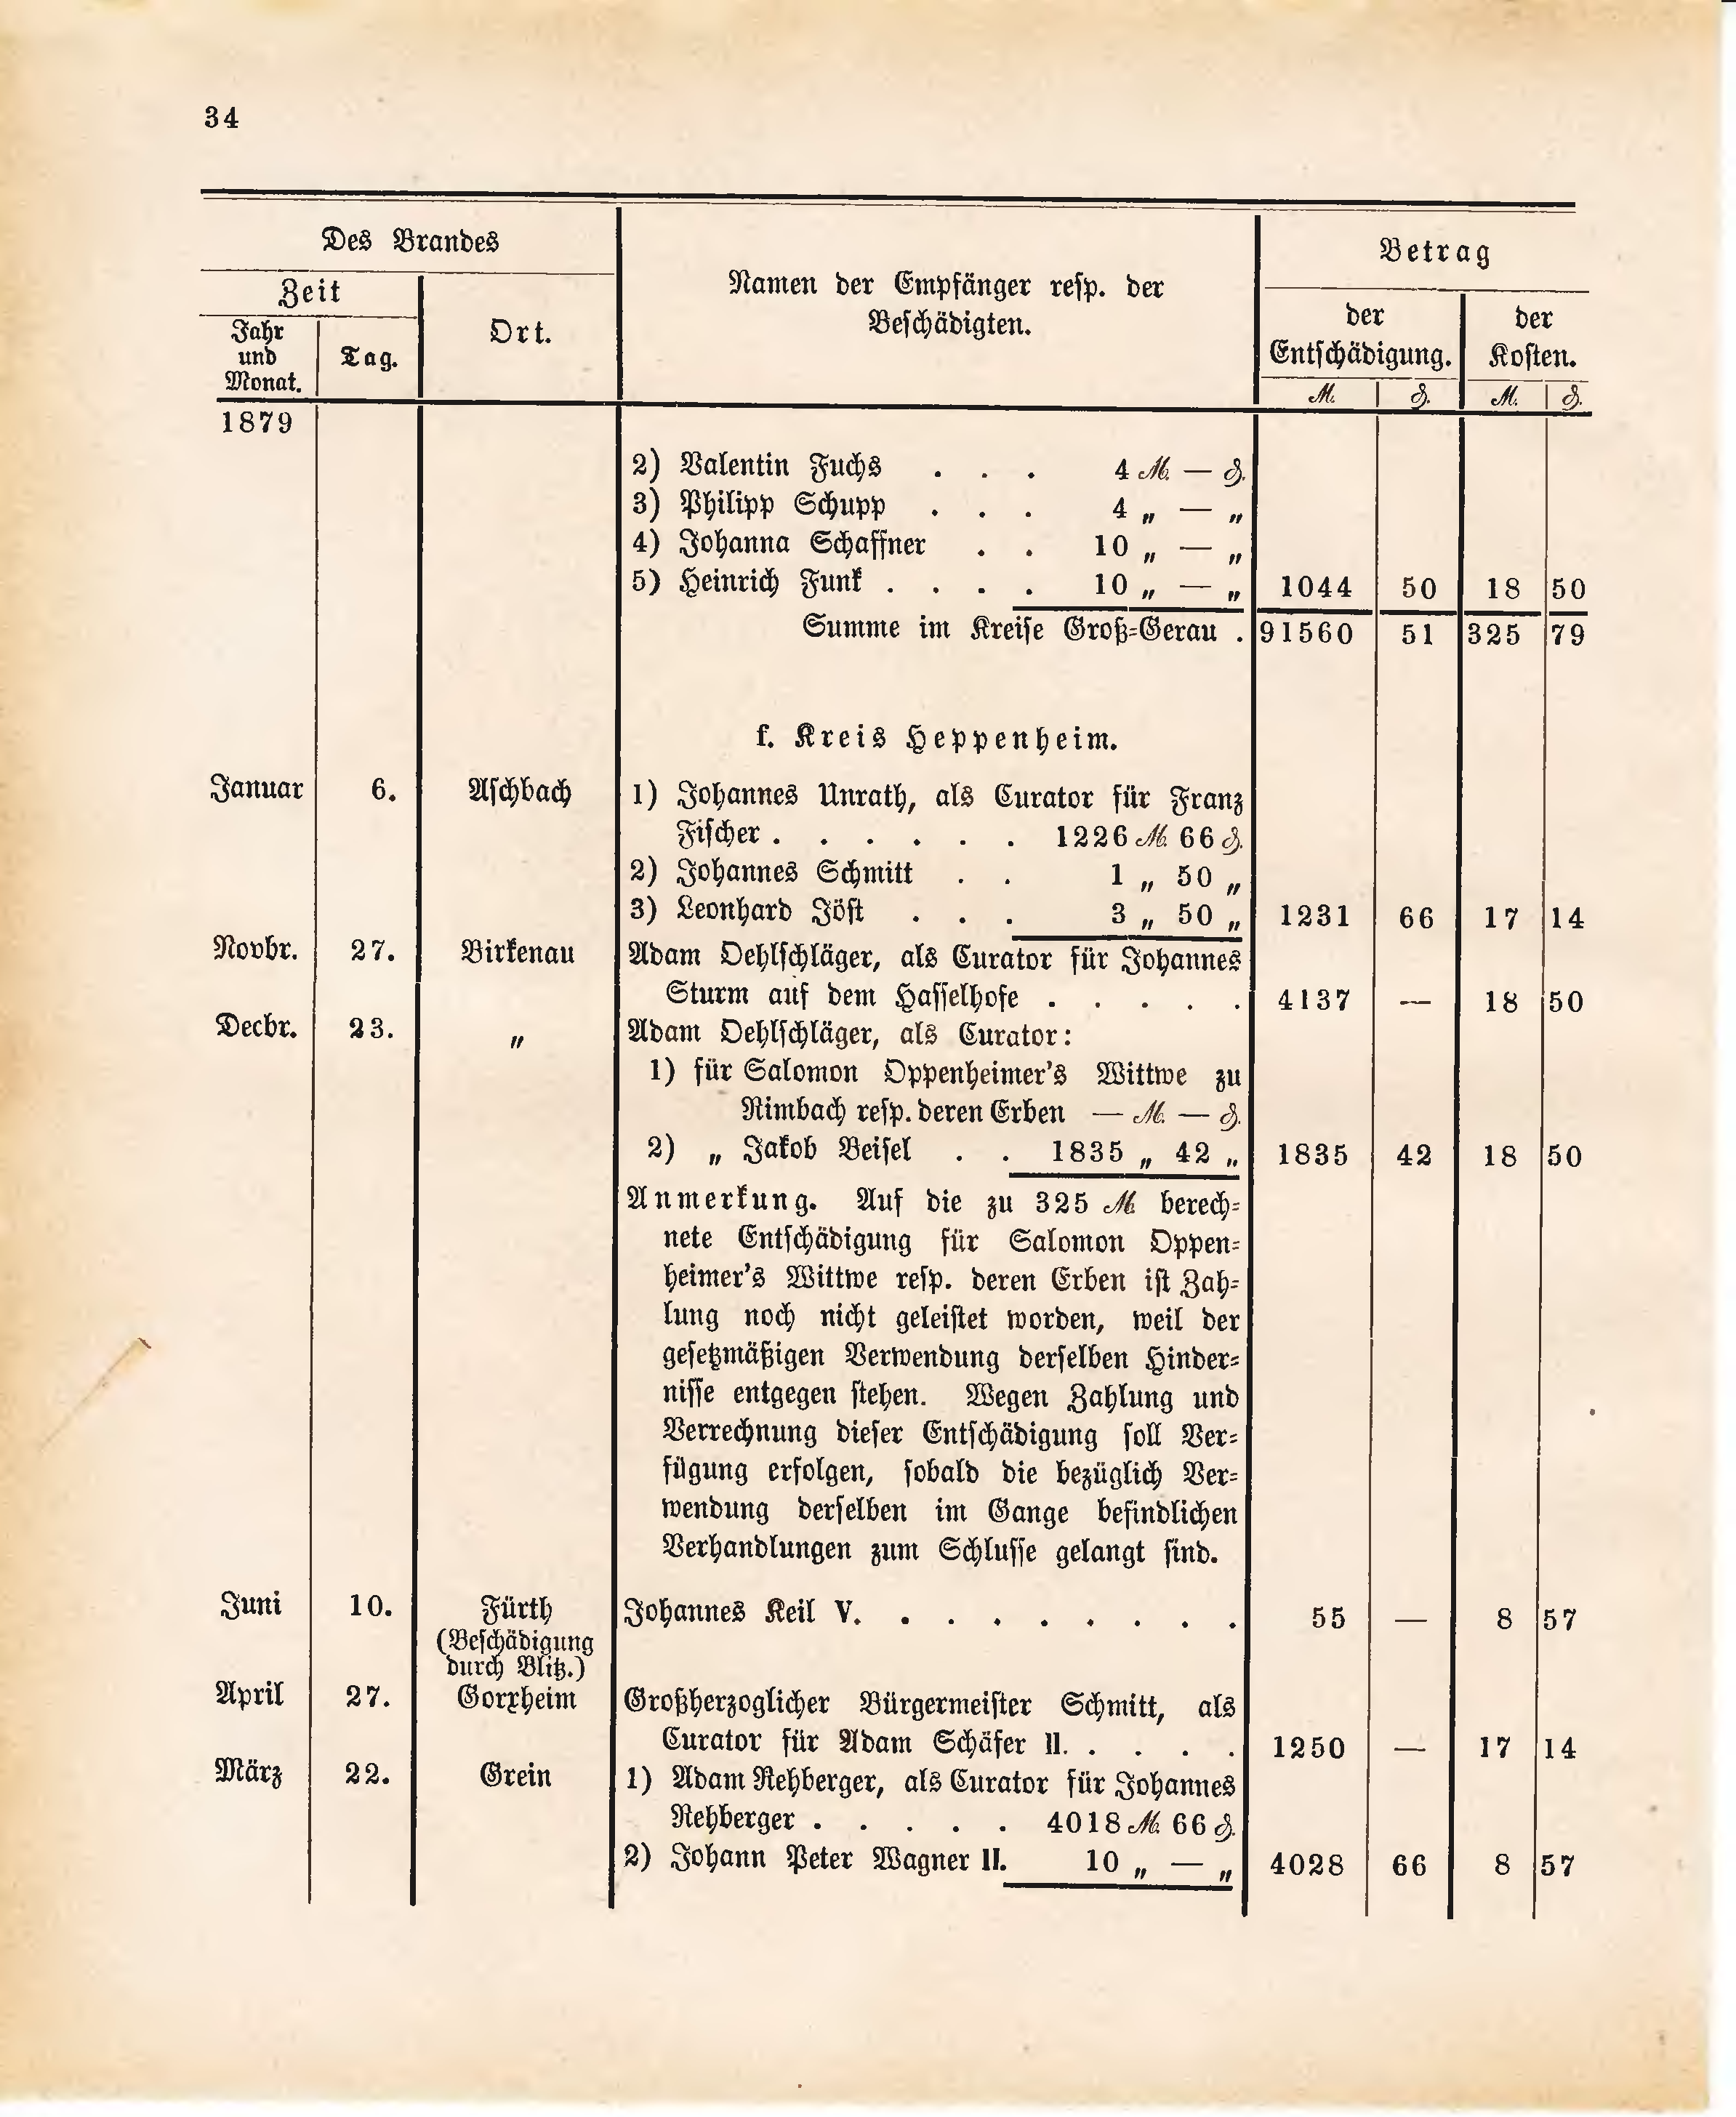 34
Des Brandes
Betrag
Zeit
Namen der Empfänger resp. der
Beschädigten.
Ort.
Jahr
und
Monat.
Tag.
der
Entschädigung.
der
Kosten.
ℳ. ₰. ℳ. ₰.
1879
2) Valentin Fuchs . . . 4 ℳ. — ₰.
3) Philipp Schupp . . . 4 „ — „
4) Johanna Schaffner . . 10 „ — „
5) Heinrich Funk . . . . 10 „ — „ 1044 50 18 50
Summe im Kreise Groß-Gerau . 91560 51 325 79
f. Kreis Heppenheim.
Januar 6. Aschbach 1) Johannes Unrath, als Curator für Franz
Fischer . . . . . . 1226 ℳ. 66 ₰.
2) Johannes Schmitt . . 1 „ 50 „
3) Leonhard Jöst . . . 3 „ 50 „ 1231 66 17 14
Novbr. 27. Birkenau Adam Oehlschläger, als Curator für Johannes
Sturm auf dem Hasselhofe . . . . . 4137 — 18 50
Decbr. 23. „ Adam Oehlschläger, als Curator:
1) für Salomon Oppenheimer's Wittwe zu
Rimbach resp. deren Erben — ℳ. — ₰.
2) „ Jakob Beisel . . 1835 „ 42 „ 1835 42 18 50
Anmerkung. Auf die zu 325 ℳ. berech-
nete Entschädigung für Salomon Oppen-
heimer's Wittwe resp. deren Erben ist Zah-
lung noch nicht geleistet worden, weil der
gesetzmäßigen Verwendung derselben Hinder-
nisse entgegen stehen. Wegen Zahlung und
Verrechnung dieser Entschädigung soll Ver-
fügung erfolgen, sobald die bezüglich Ver-
wendung derselben im Gange befindlichen
Verhandlungen zum Schlusse gelangt sind.
Juni 10. Fürth Johannes Keil V. . . . . . . . . 55 — 8 57
(Beschädigung
durch Blitz.)
April 27. Gorxheim Großherzoglicher Bürgermeister Schmitt, als
Curator für Adam Schäfer II. . . . . 1250 — 17 14
März 22. Grein 1) Adam Rehberger, als Curator für Johannes
Rehberger . . . . . 4018 ℳ. 66 ₰.
2) Johann Peter Wagner II. 10 „ — „ 4028 66 8 57